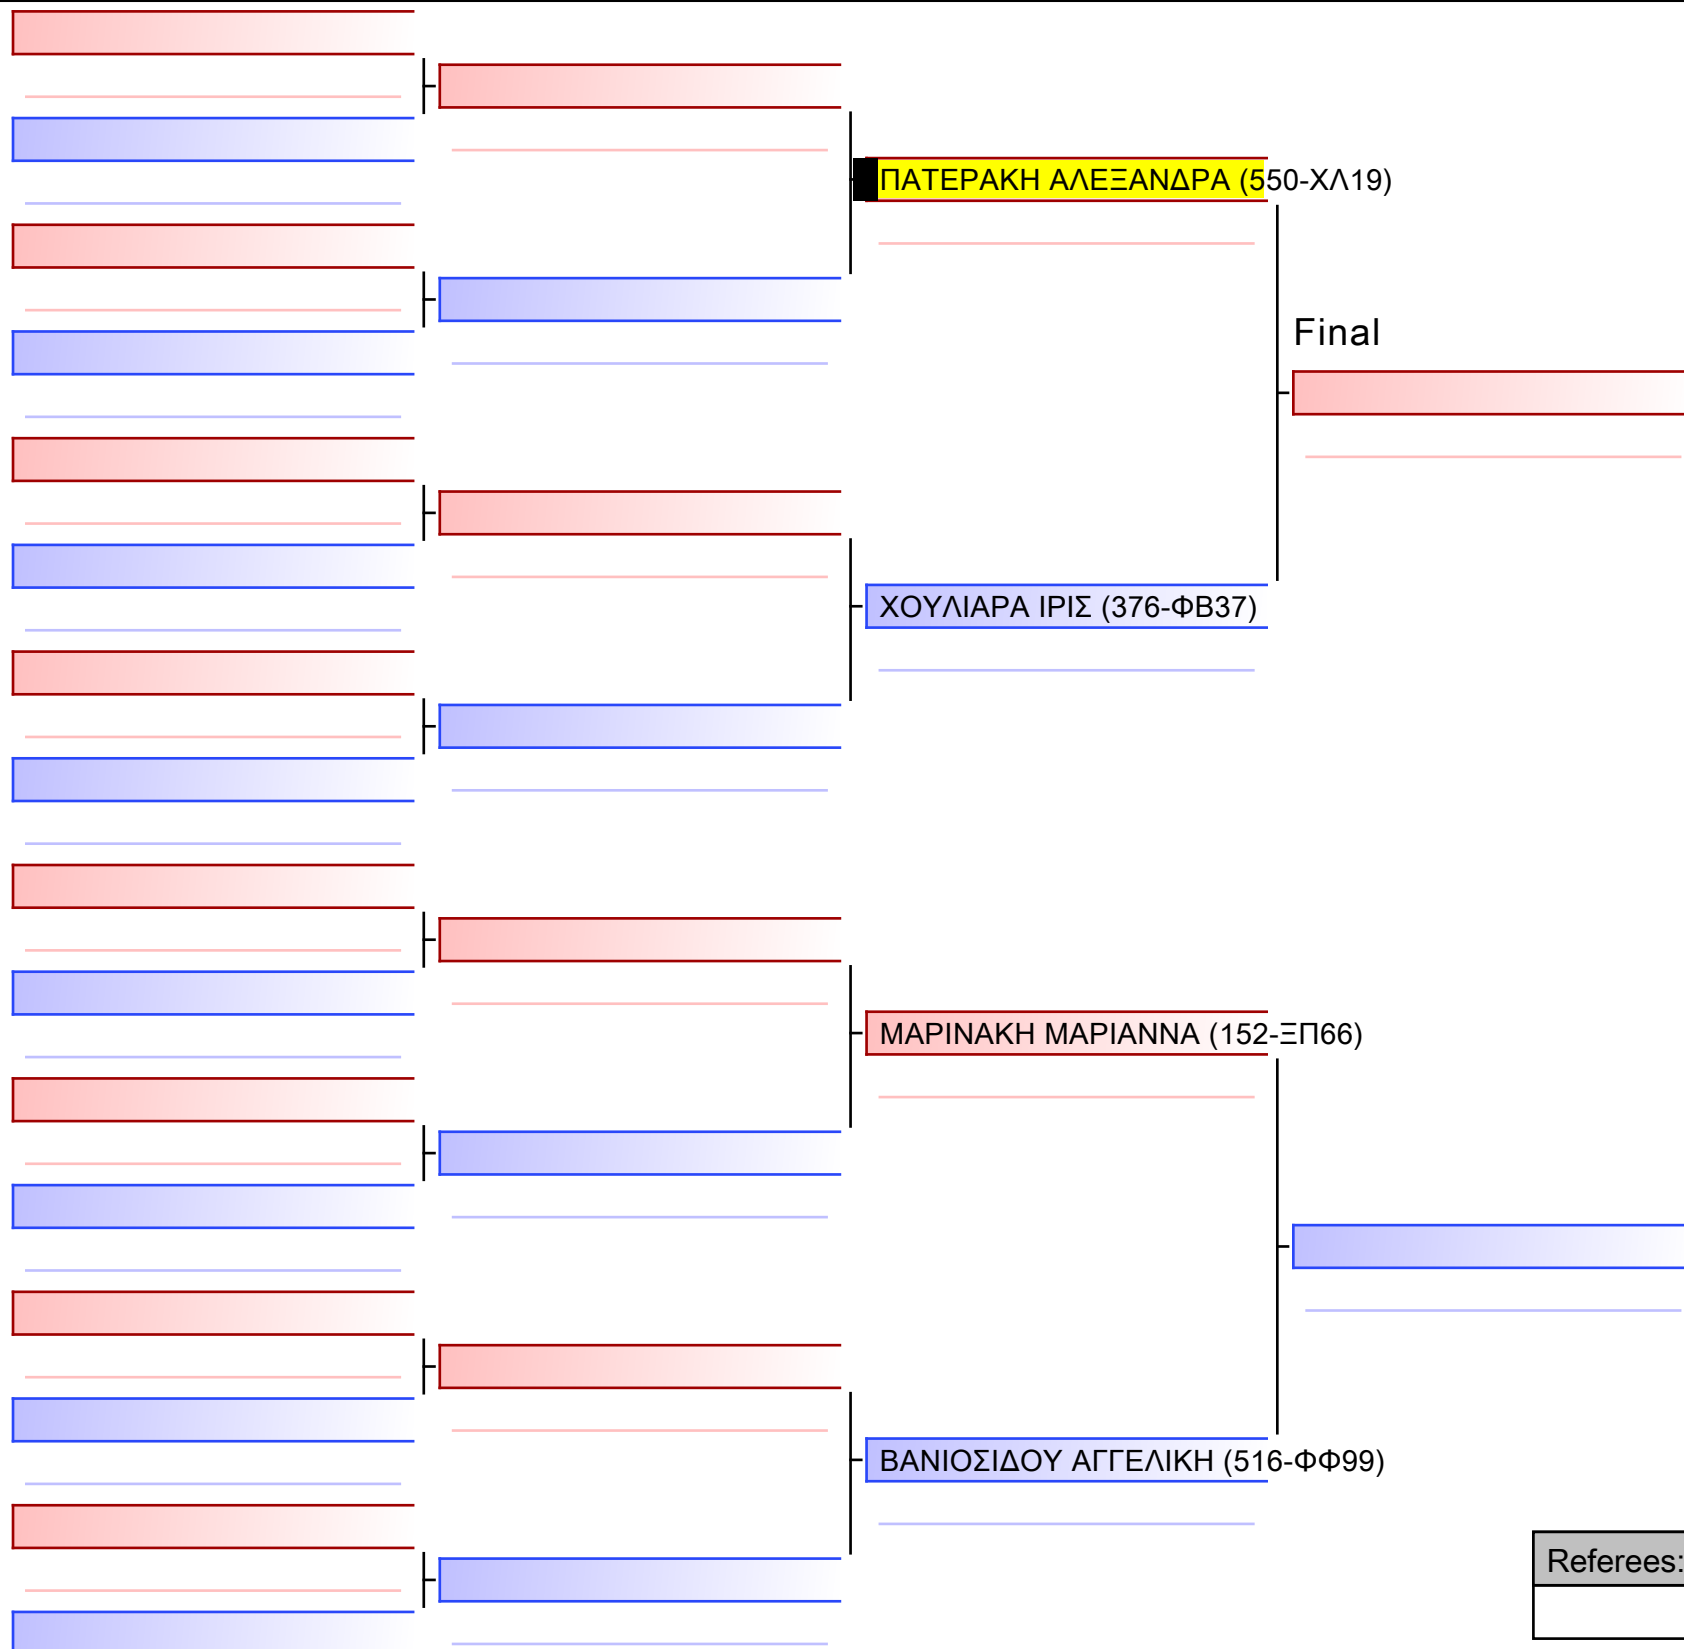 ΠΑΤΕΡΑΚΗ ΑΛΕΞΑΝΔΡΑ (550-ΧΛ19)
Final
ΧΟΥΛΙΑΡΑ ΙΡΙΣ (376-ΦΒ37)
ΜΑΡΙΝΑΚΗ ΜΑΡΙΑΝΝΑ (152-ΞΠ66)
ΒΑΝΙΟΣΙΔΟΥ ΑΓΓΕΛΙΚΗ (516-ΦΦ99)
Referees: